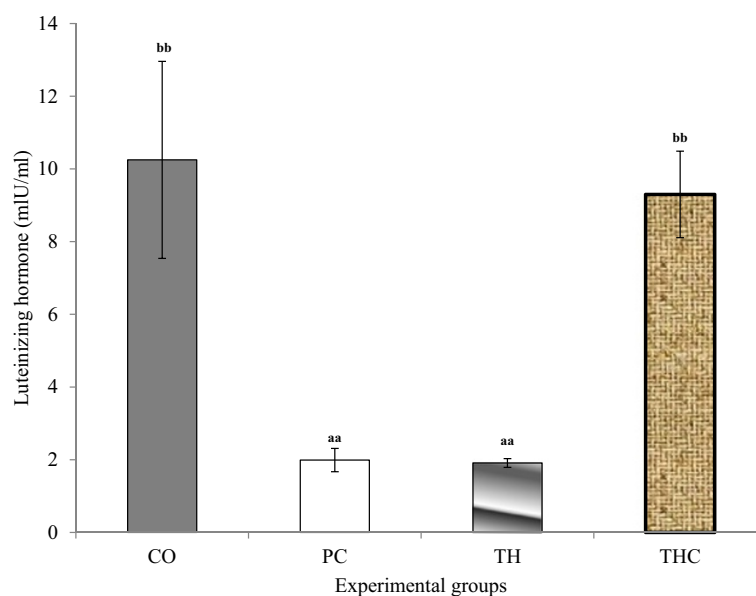 14
12
10
8
6
4
2
0
Luteinizing hormone (mlU/ml)
bb
aa
aa
bb
CO PC TH THC
Experimental groups